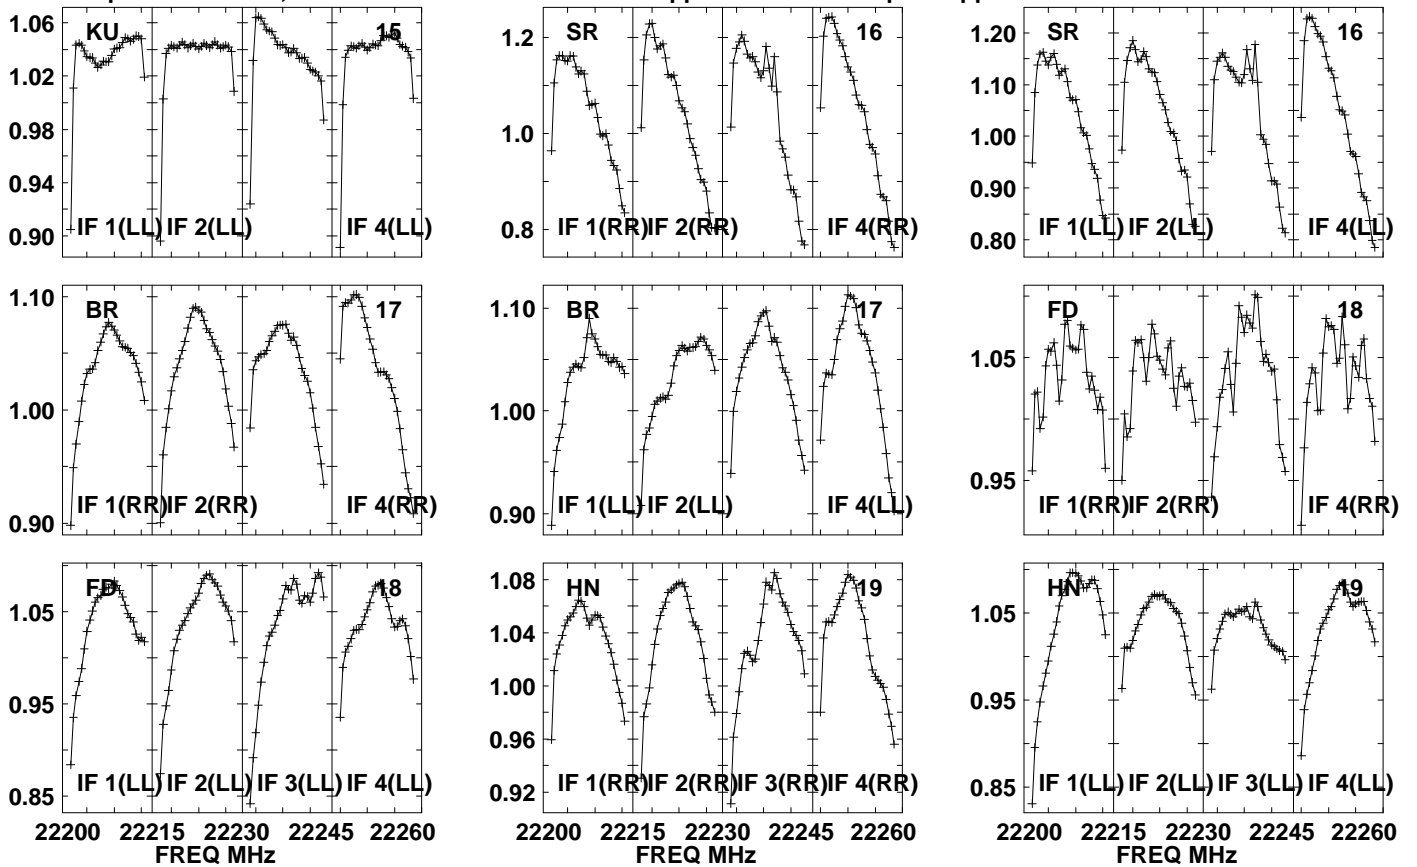 KU 15 SR 16 SR 16
1.06 1.02 0.98 0.94 0.90
1.2 1.0 0.8
1.20 1.10 1.00 0.90 0.80
IF 1(LL) IF 2(LL) IF 4(LL) IF 1(RR) IF 2(RR) IF 4(RR) IF 1(LL) IF 2(LL) IF 4(LL)
BR 17 BR 17 FD 18
1.10 1.00 0.90
1.10 1.00 0.90
1.05 0.95
IF 1(RR) IF 2(RR) IF 4(RR) IF 1(LL) IF 2(LL) IF 4(LL) IF 1(RR) IF 2(RR) IF 4(RR)
FD 18 HN 19 HN 19
1.05 0.95 0.85
1.08 1.04 1.00 0.96 0.92
1.05 0.95 0.85
IF 1(LL) IF 2(LL) IF 3(LL) IF 4(LL) IF 1(RR) IF 2(RR) IF 3(RR) IF 4(RR) IF 1(LL) IF 2(LL) IF 3(LL) IF 4(LL)
22200 22215 22230 22245 22260 22200 22215 22230 22245 22260 22200 22215 22230 22245 22260
FREQ MHz FREQ MHz FREQ MHz